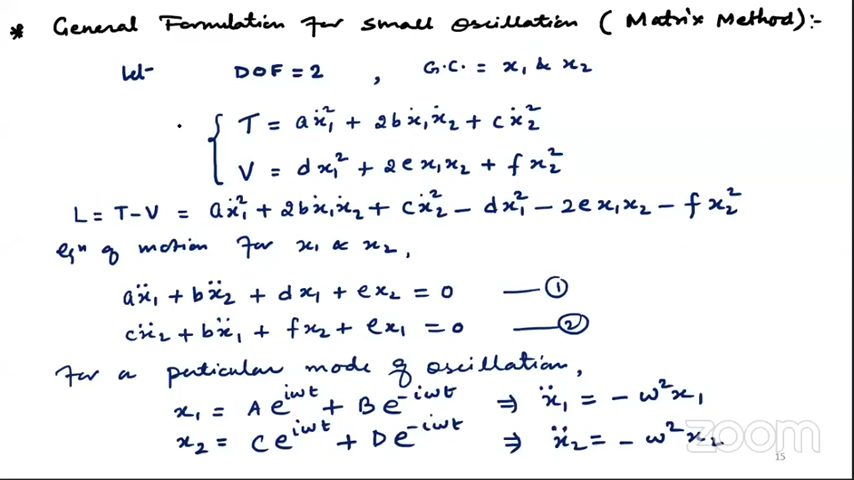 * General Formulation for Small Oscillation ( Matrix Method):-
Let DOF = 2 , G.C. = x₁ & x₂
T = aẋ₁² + 2bẋ₁ẋ₂ + cẋ₂²
V = dx₁² + 2ex₁x₂ + fx₂²
L = T-V = aẋ₁² + 2bẋ₁ẋ₂ + cẋ₂² - dx₁² - 2ex₁x₂ - fx₂²
Eqⁿ of motion for x₁ & x₂,
aẍ₁ + bẍ₂ + dx₁ + ex₂ = 0 —— ①
cẍ₂ + bẍ₁ + fx₂ + ex₁ = 0 —— ②
For a particular mode of oscillation,
x₁ = Ae^{iωt} + Be^{-iωt} ⇒ ẍ₁ = -ω²x₁
x₂ = Ce^{iωt} + De^{-iωt} ⇒ ẍ₂ = -ω²x₂
zoom
15